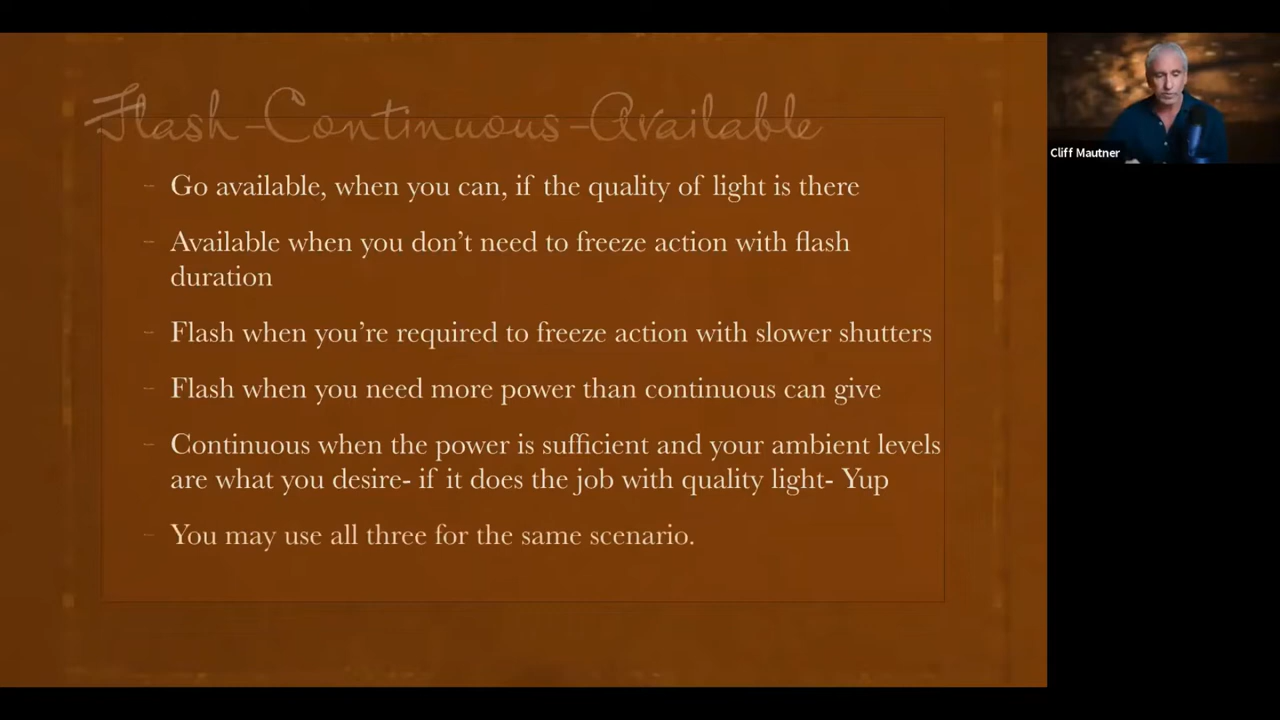 Flash-Continuous-Available
– Go available, when you can, if the quality of light is there
– Available when you don’t need to freeze action with flash
duration
– Flash when you’re required to freeze action with slower shutters
– Flash when you need more power than continuous can give
– Continuous when the power is sufficient and your ambient levels
are what you desire- if it does the job with quality light- Yup
– You may use all three for the same scenario.
Cliff Mautner